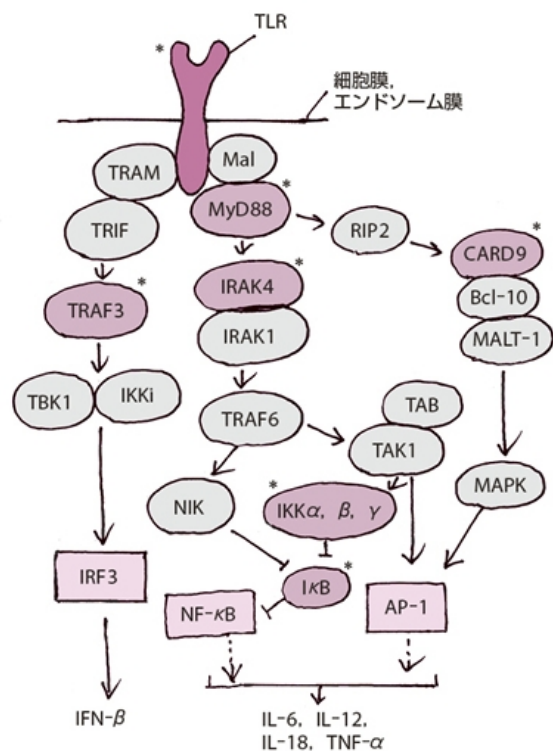 TLR
*
細胞膜,
エンドソーム膜
TRAM
Mal
*
MyD88
TRIF
RIP2
*
CARD9
*
TRAF3
*
IRAK4
Bcl-10
IRAK1
MALT-1
TBK1
IKKi
TAB
TRAF6
TAK1
NIK
*
IKKα, β, γ
MAPK
*
IκB
IRF3
NF-κB
AP-1
IFN-β
IL-6, IL-12,
IL-18, TNF-α